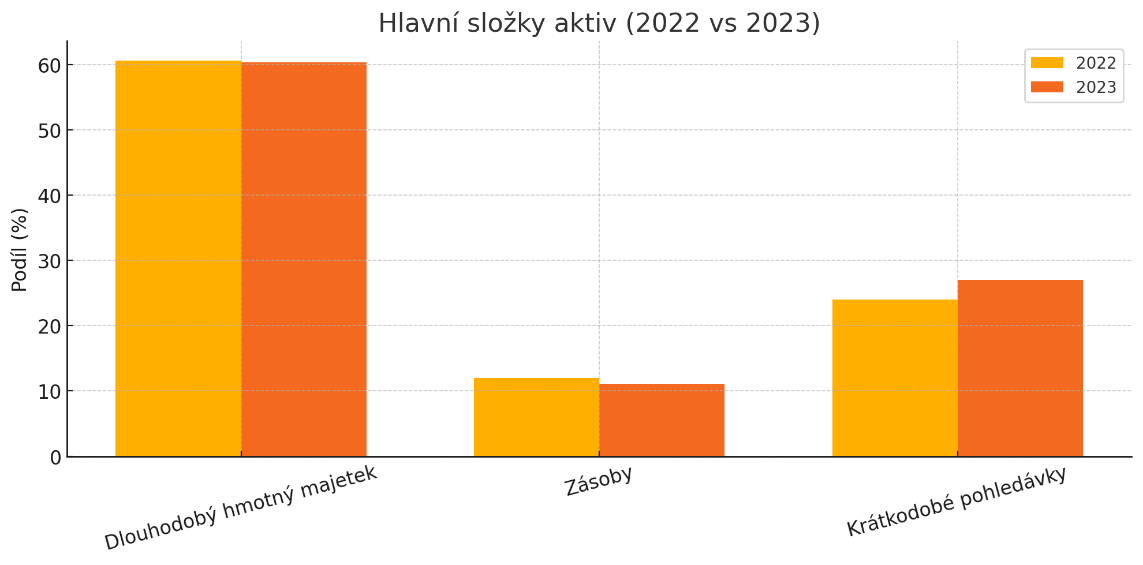 Hlavní složky aktiv (2022 vs 2023)
2022
2023
Podíl (%)
60
50
40
30
20
10
0
Dlouhodobý hmotný majetek
Zásoby
Krátkodobé pohledávky